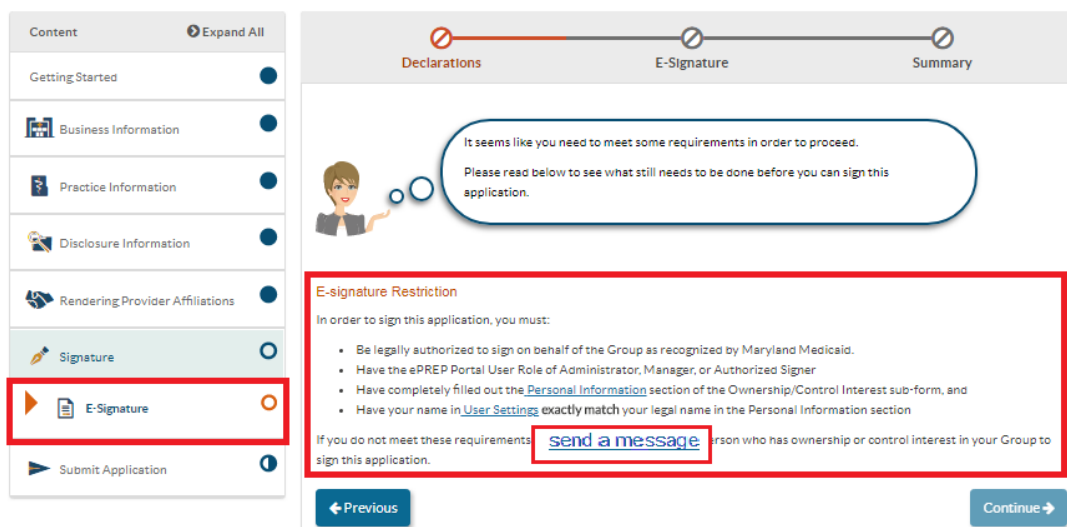 Content
Expand All
Getting Started
Business Information
Practice Information
Disclosure Information
Rendering Provider Affiliations
Signature
E-Signature
Submit Application
Declarations
E-Signature
Summary
It seems like you need to meet some requirements in order to proceed.
Please read below to see what still needs to be done before you can sign this
application.
E-signature Restriction
In order to sign this application, you must:
Be legally authorized to sign on behalf of the Group as recognized by Maryland Medicaid.
Have the ePREP Portal User Role of Administrator, Manager, or Authorized Signer
Have completely filled out the Personal Information section of the Ownership/Control Interest sub-form, and
Have your name in User Settings exactly match your legal name in the Personal Information section
If you do not meet these requirements send a message erson who has ownership or control interest in your Group to
sign this application.
Previous
Continue